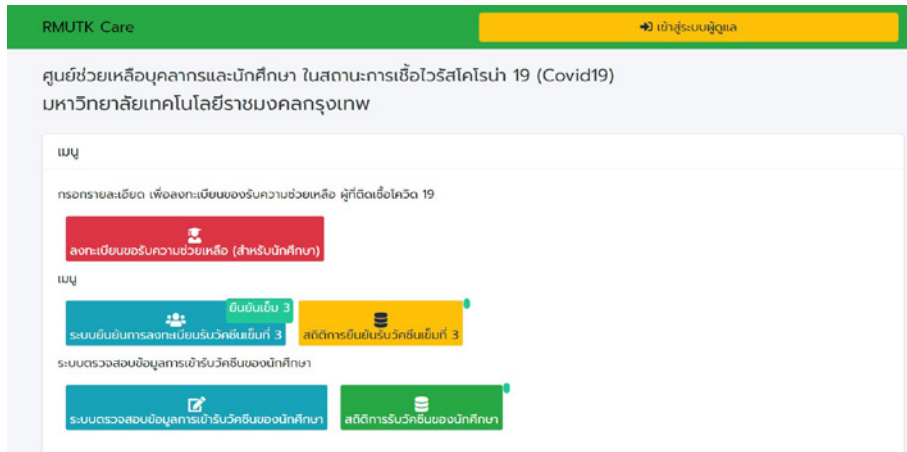 RMUTK Care
เข้าสู่ระบบผู้ดูแล
ศูนย์ช่วยเหลือบุคลากรและนักศึกษา ในสถานะการเชื้อไวรัสโคโรน่า 19 (Covid19)
มหาวิทยาลัยเทคโนโลยีราชมงคลกรุงเทพ
เมนู
กรอกรายละเอียด เพื่อลงทะเบียนของรับความช่วยเหลือ ผู้ที่ติดเชื้อโควิด 19
ลงทะเบียนขอรับความช่วยเหลือ (สำหรับนักศึกษา)
เมนู
ยืนยันเข็ม 3
ระบบยืนยันการลงทะเบียนรับวัคซีนเข็มที่ 3
สถิติการยืนยันรับวัคซีนเข็มที่ 3
ระบบตรวจสอบข้อมูลการเข้ารับวัคซีนของนักศึกษา
ระบบตรวจสอบข้อมูลการเข้ารับวัคซีนของนักศึกษา
สถิติการรับวัคซีนของนักศึกษา